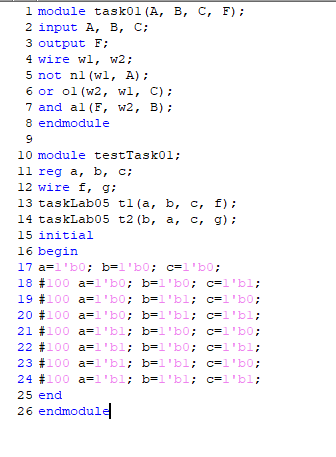 1 module task01(A, B, C, F);
2 input A, B, C;
3 output F;
4 wire w1, w2;
5 not n1(w1, A);
6 or o1(w2, w1, C);
7 and a1(F, w2, B);
8 endmodule
9
10 module testTask01;
11 reg a, b, c;
12 wire f, g;
13 taskLab05 t1(a, b, c, f);
14 taskLab05 t2(b, a, c, g);
15 initial
16 begin
17 a=1'b0; b=1'b0; c=1'b0;
18 #100 a=1'b0; b=1'b0; c=1'b1;
19 #100 a=1'b0; b=1'b1; c=1'b0;
20 #100 a=1'b0; b=1'b1; c=1'b1;
21 #100 a=1'b1; b=1'b0; c=1'b0;
22 #100 a=1'b1; b=1'b0; c=1'b1;
23 #100 a=1'b1; b=1'b1; c=1'b0;
24 #100 a=1'b1; b=1'b1; c=1'b1;
25 end
26 endmodule